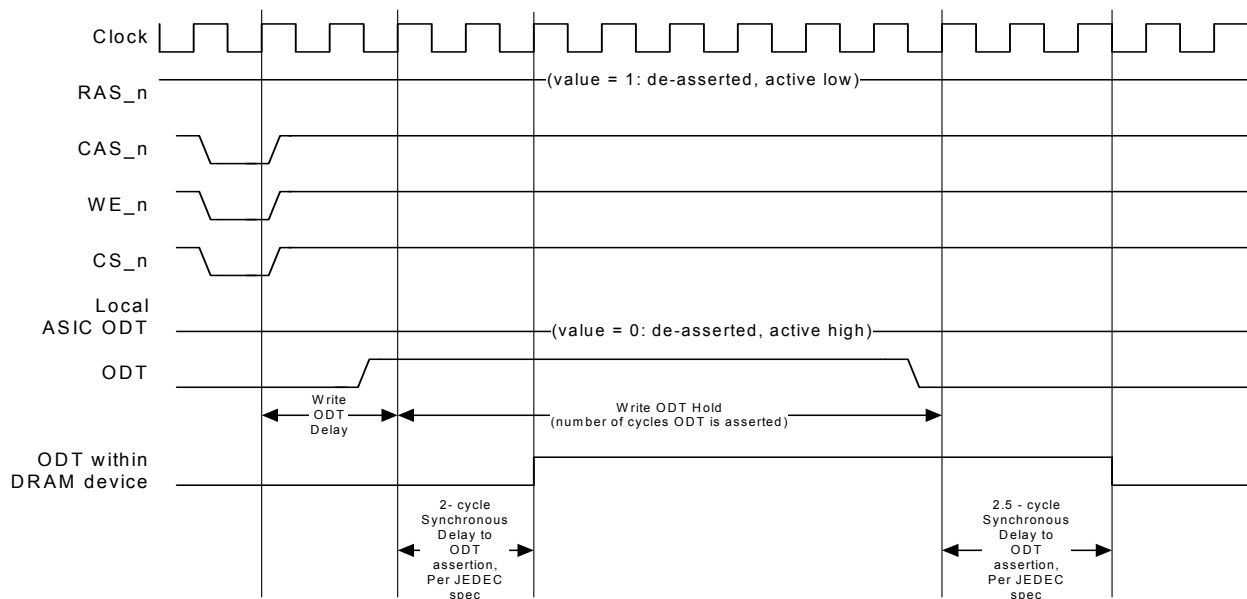 Clock
RAS_n
(value = 1: de-asserted, active low)
CAS_n
WE_n
CS_n
Local
ASIC ODT
(value = 0: de-asserted, active high)
ODT
Write
ODT
Delay
Write ODT Hold
(number of cycles ODT is asserted)
ODT within
DRAM device
2- cycle
Synchronous
Delay to
ODT
assertion,
Per JEDEC
spec
2.5 - cycle
Synchronous
Delay to
ODT
assertion,
Per JEDEC
spec